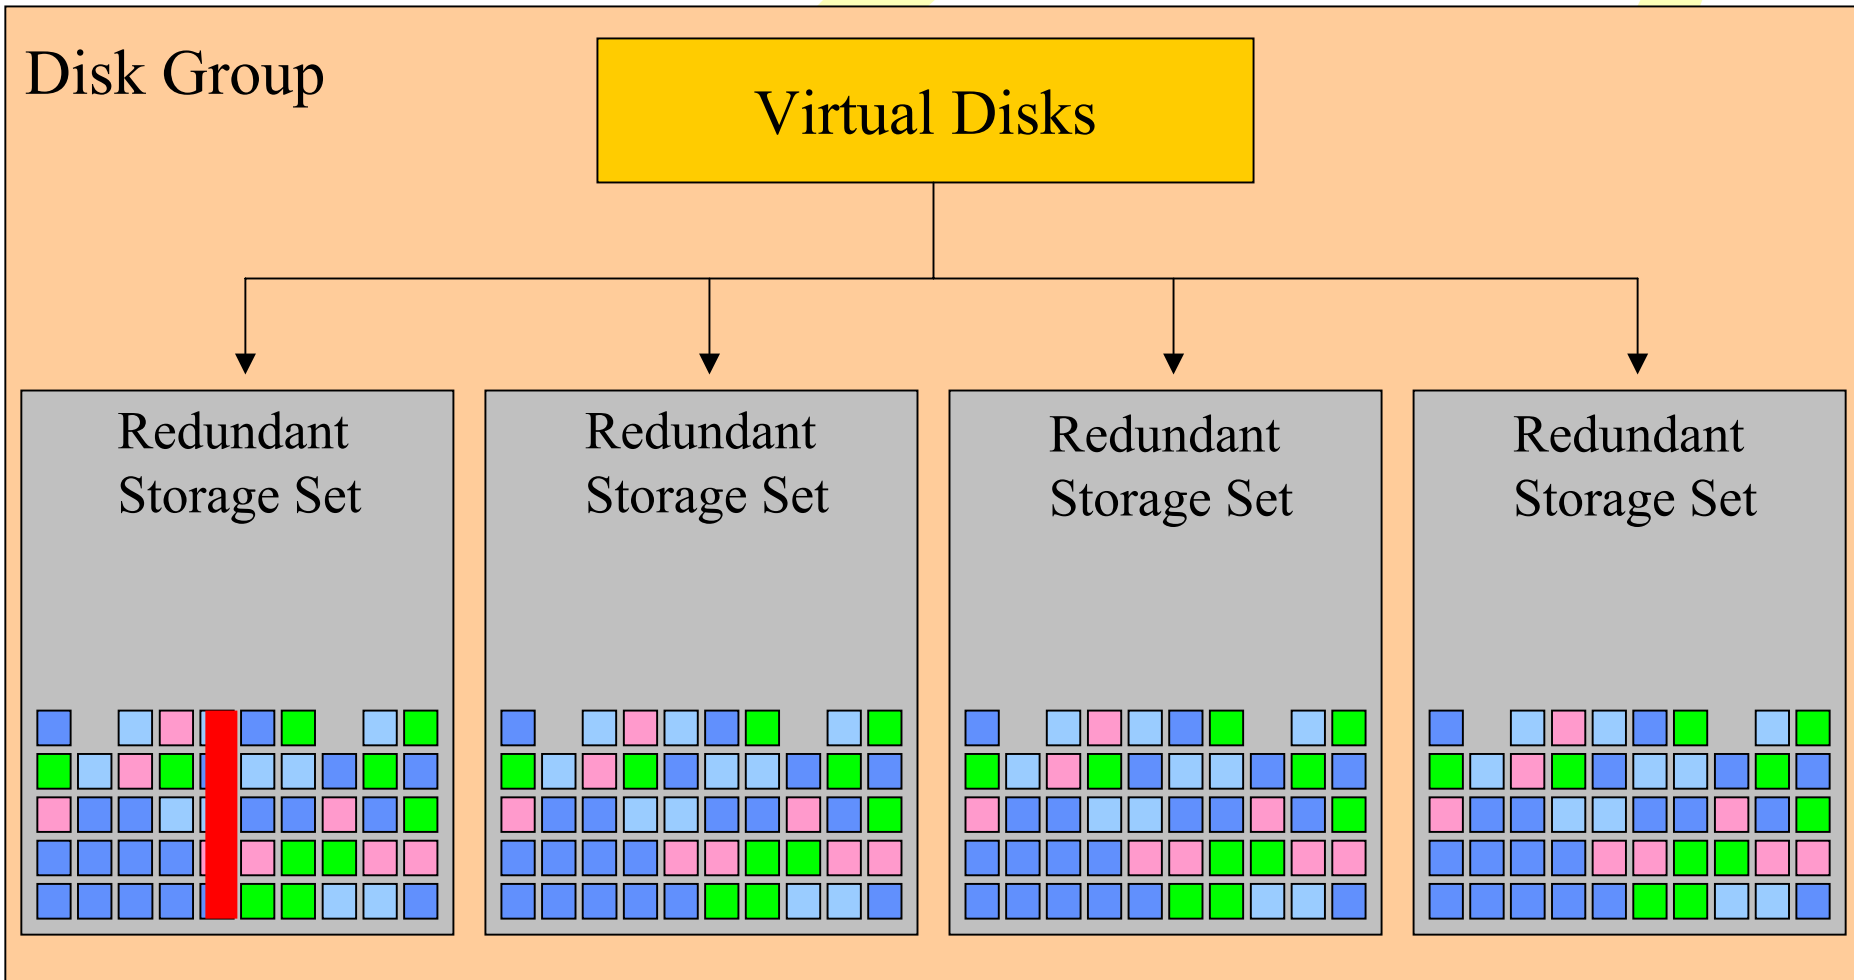 Disk Group
Virtual Disks
Redundant
Storage Set
Redundant
Storage Set
Redundant
Storage Set
Redundant
Storage Set